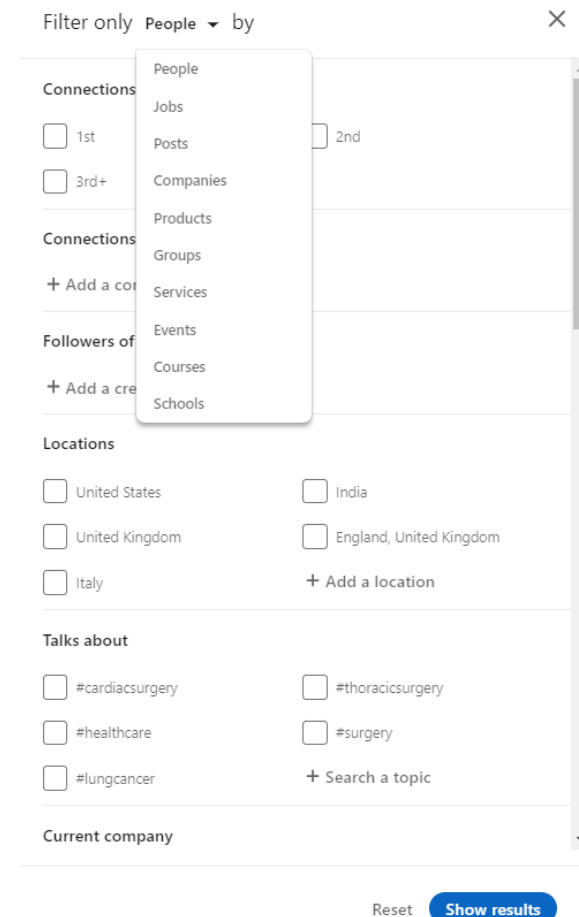 Filter only People by
People
Connections
Jobs
1st
Posts
2nd
3rd+
Companies
Products
Connections
Groups
+ Add a cor
Services
Events
Followers of
Courses
+ Add a cre
Schools
Locations
United States India
United Kingdom England, United Kingdom
Italy + Add a location
Talks about
#cardiacsurgery #thoracicsurgery
#healthcare #surgery
#lungcancer + Search a topic
Current company
Reset Show results